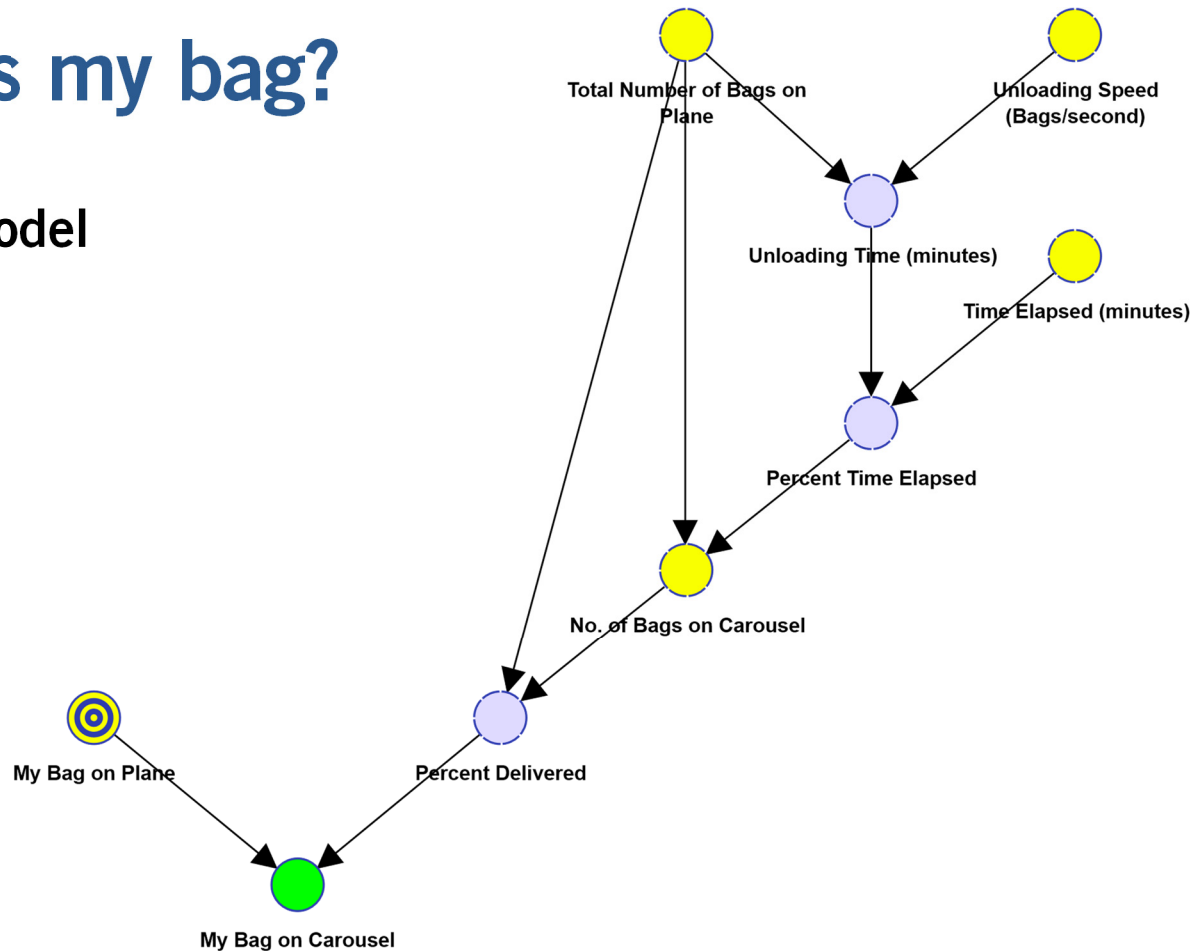 s my bag?
odel
Total Number of Bags on
Plane
Unloading Speed
(Bags/second)
Unloading Time (minutes)
Time Elapsed (minutes)
Percent Time Elapsed
No. of Bags on Carousel
My Bag on Plane
Percent Delivered
My Bag on Carousel